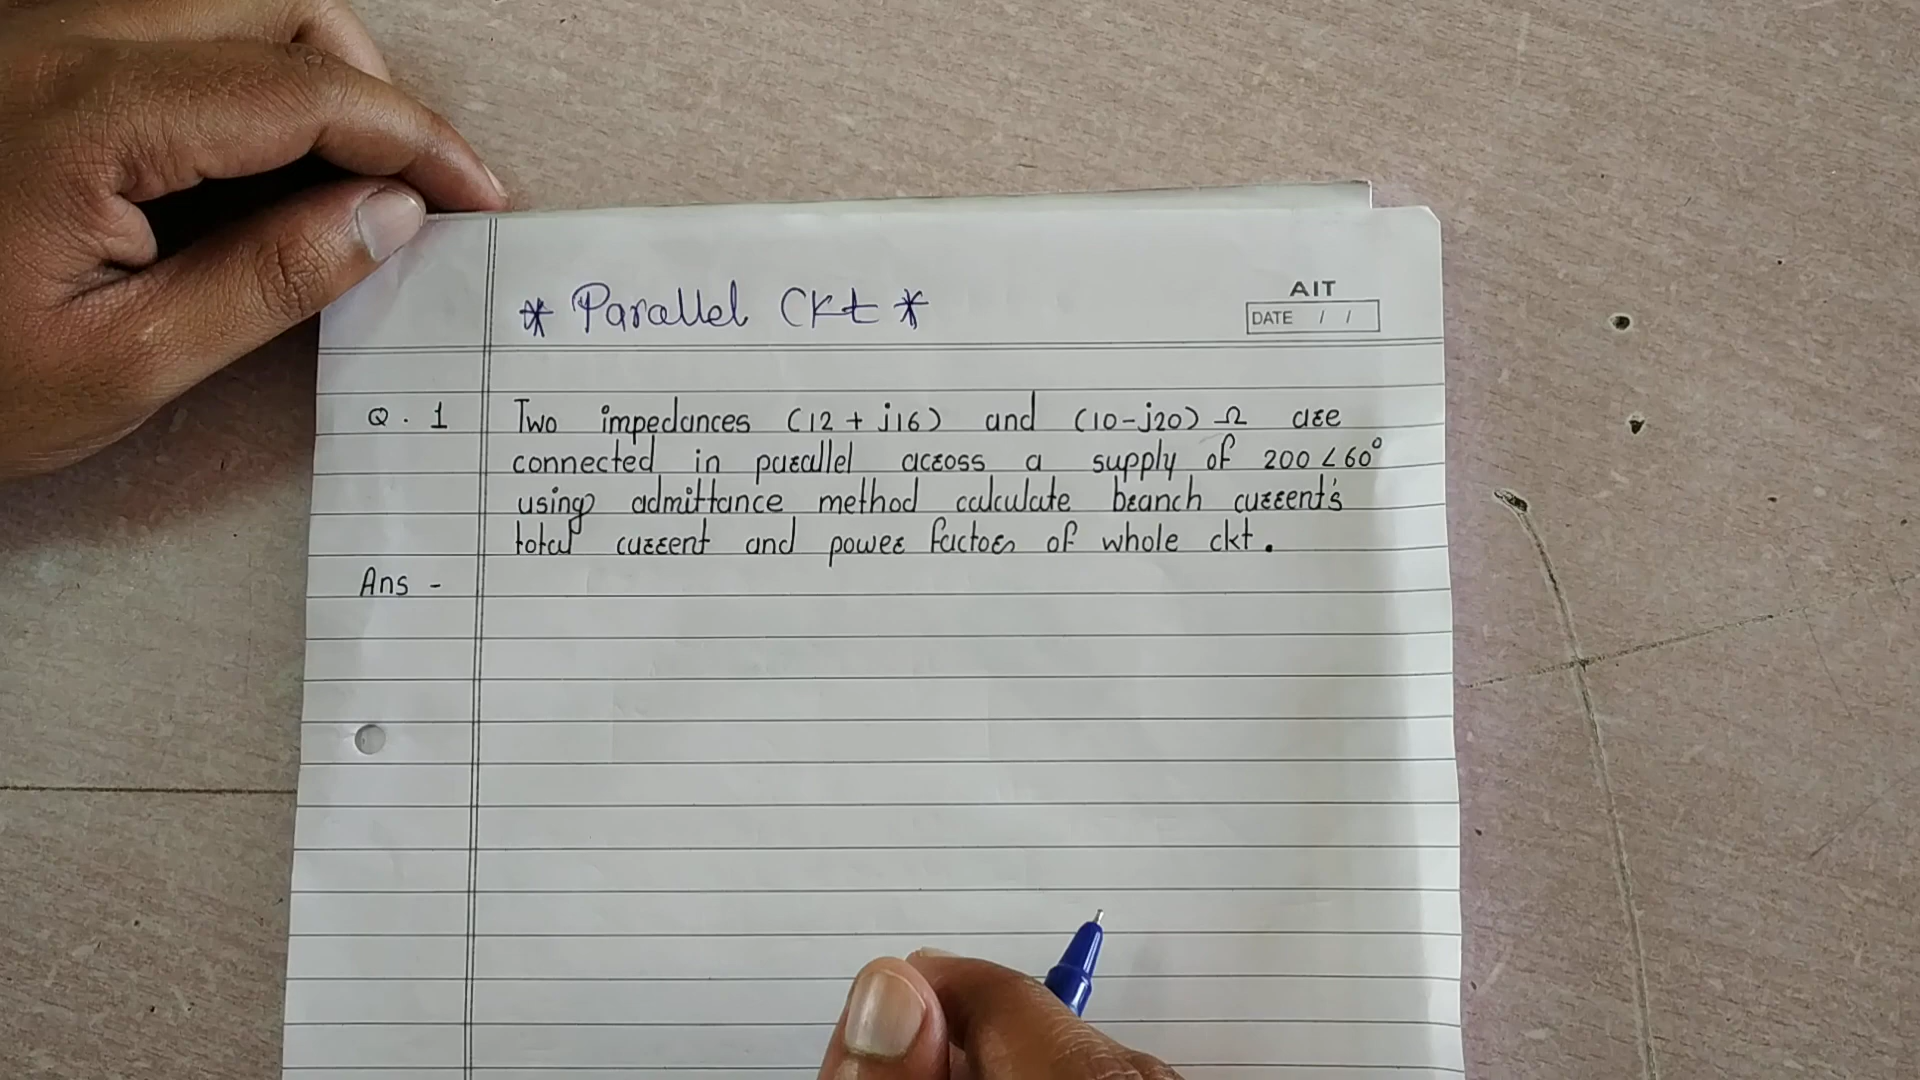 * Parallel Ckt *
AIT
DATE / /
Q. 1 Two impedances (12 + j16) and (10-j20) Ω are
connected in parallel across a supply of 200 ∠60°
using admittance method calculate branch current's
total current and power factor of whole ckt.
Ans -